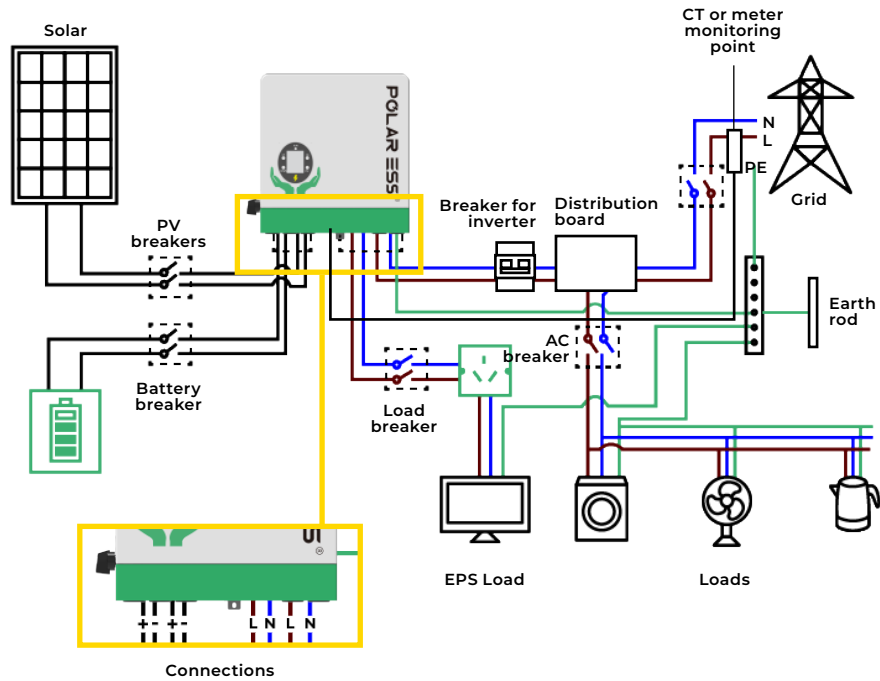 Solar
CT or meter
monitoring
point
POLAR ESS
N
L
PE
Grid
PV
breakers
Breaker for
inverter
Distribution
board
Earth
rod
AC
breaker
Battery
breaker
Load
breaker
EPS Load
Loads
S
®
+ - + - L N L N
Connections